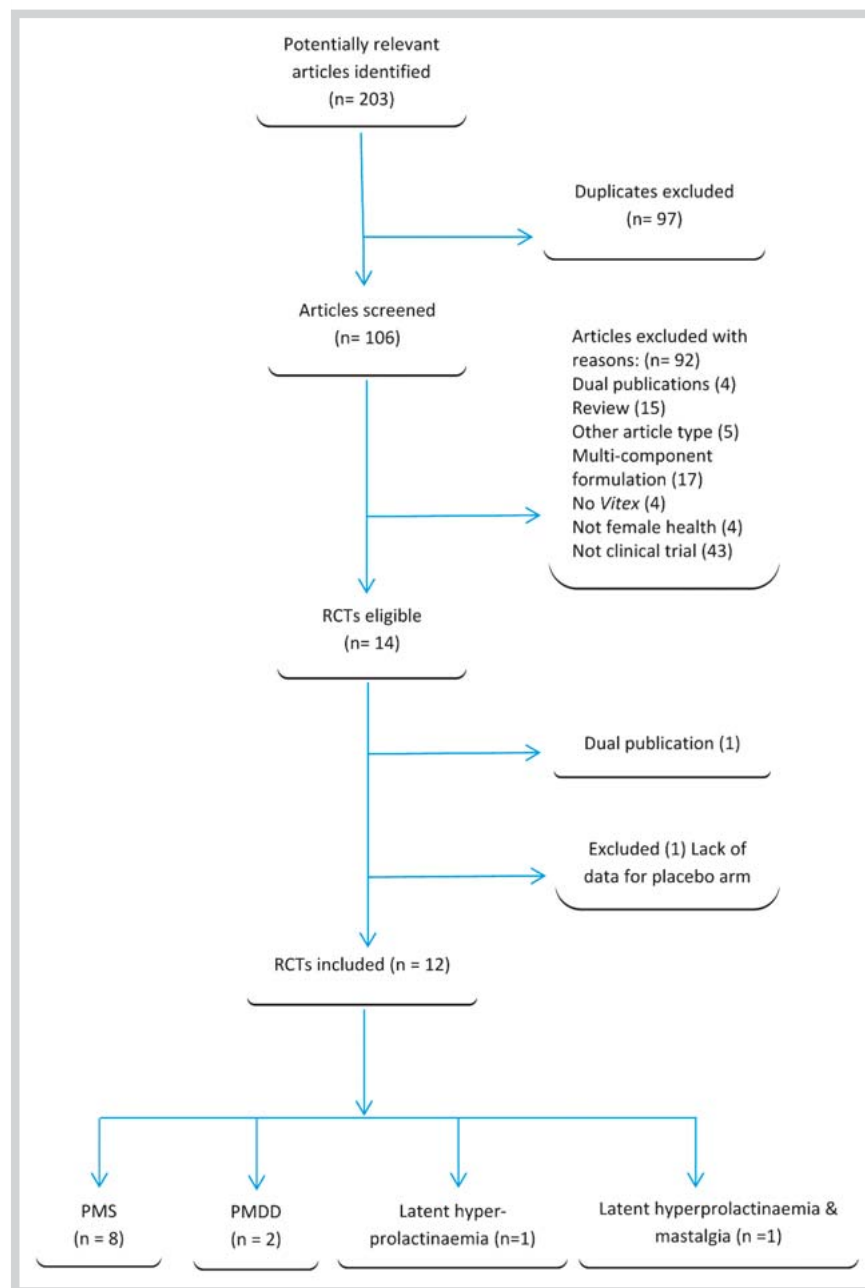 Potentially relevant
articles identified
(n= 203)
Duplicates excluded
(n= 97)
Articles screened
(n= 106)
Articles excluded with
reasons: (n= 92)
Dual publications (4)
Review (15)
Other article type (5)
Multi-component
formulation (17)
No Vitex (4)
Not female health (4)
Not clinical trial (43)
RCTs eligible
(n= 14)
Dual publication (1)
Excluded (1) Lack of
data for placebo arm
RCTs included (n = 12)
PMS
(n = 8)
PMDD
(n = 2)
Latent hyper-
prolactinaemia (n=1)
Latent hyperprolactinaemia &
mastalgia (n =1)